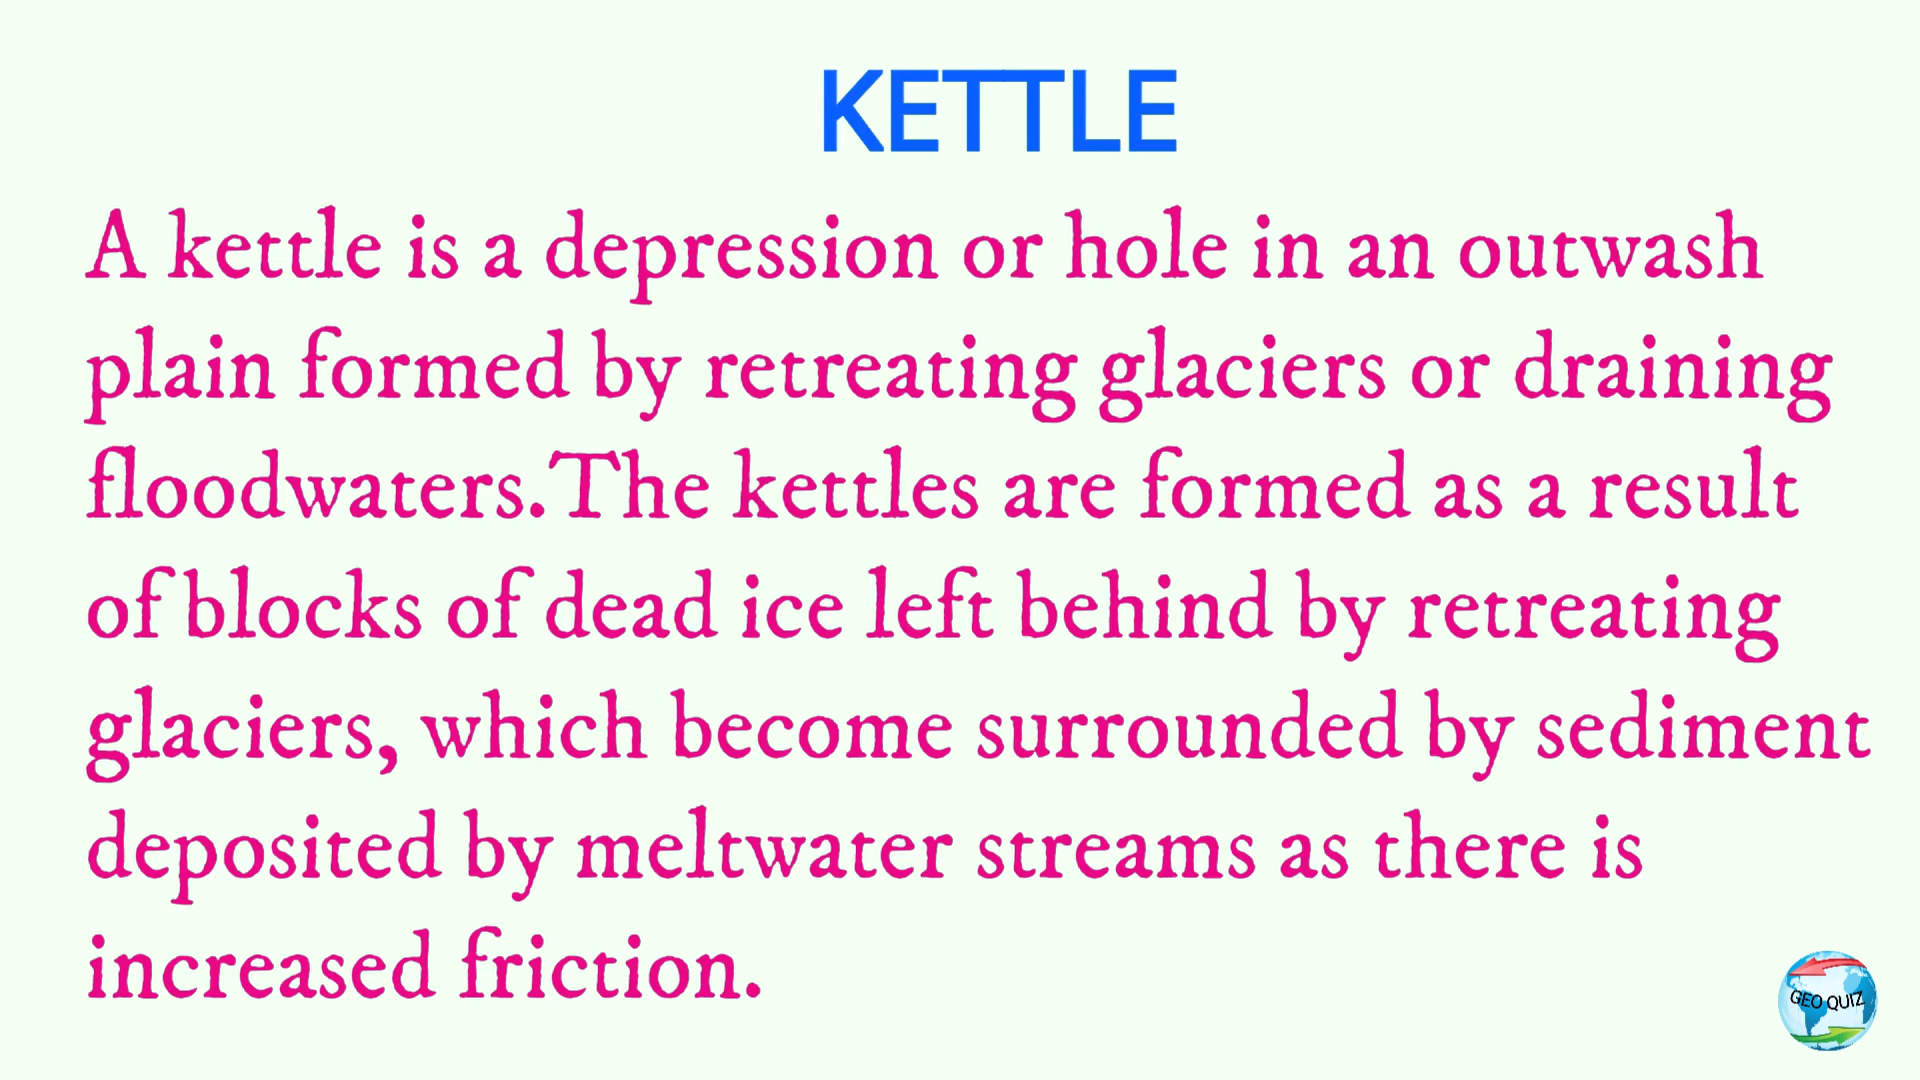 KETTLE
A kettle is a depression or hole in an outwash
plain formed by retreating glaciers or draining
floodwaters.The kettles are formed as a result
of blocks of dead ice left behind by retreating
glaciers, which become surrounded by sediment
deposited by meltwater streams as there is
increased friction.
GEO QUIZ